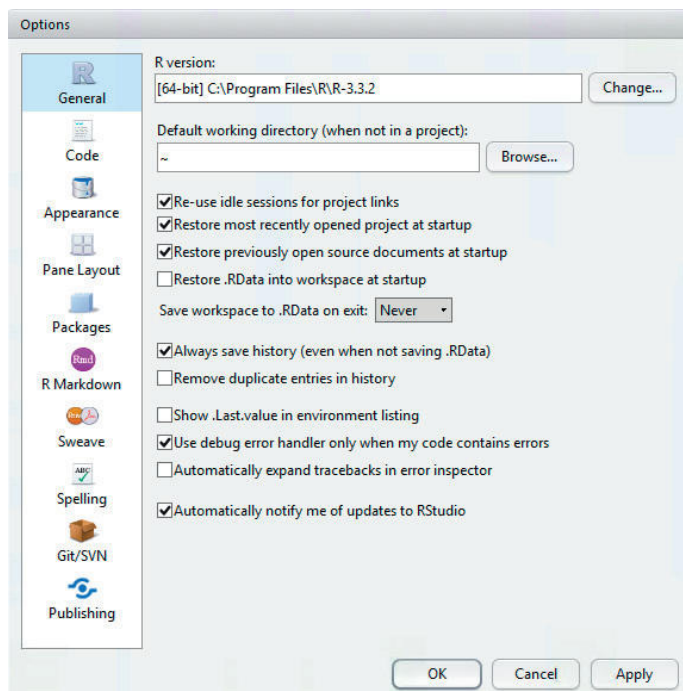 Options
General
Code
Appearance
Pane Layout
Packages
Rmd
R Markdown
Sweave
ABC
Spelling
Git/SVN
Publishing
R version:
[64-bit] C:\Program Files\R\R-3.3.2
Change...
Default working directory (when not in a project):
~
Browse...
Re-use idle sessions for project links
Restore most recently opened project at startup
Restore previously open source documents at startup
Restore .RData into workspace at startup
Save workspace to .RData on exit: Never
Always save history (even when not saving .RData)
Remove duplicate entries in history
Show .Last.value in environment listing
Use debug error handler only when my code contains errors
Automatically expand tracebacks in error inspector
Automatically notify me of updates to RStudio
OK Cancel Apply